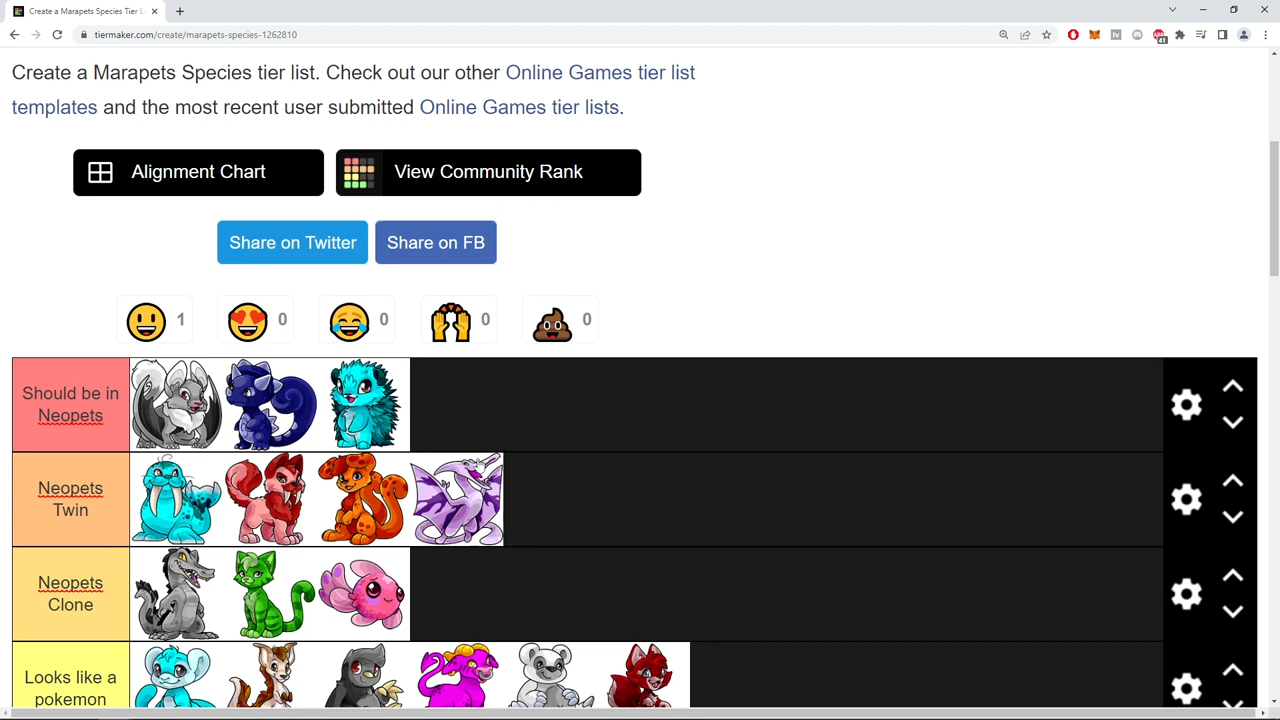 Create a Marapets Species Tier Li
tiermaker.com/create/marapets-species-1262810
41
Create a Marapets Species tier list. Check out our other Online Games tier list
templates and the most recent user submitted Online Games tier lists.
Alignment Chart
View Community Rank
Share on Twitter
Share on FB
1
0
0
0
0
Should be in
Neopets
Neopets
Twin
Neopets
Clone
Looks like a
pokemon